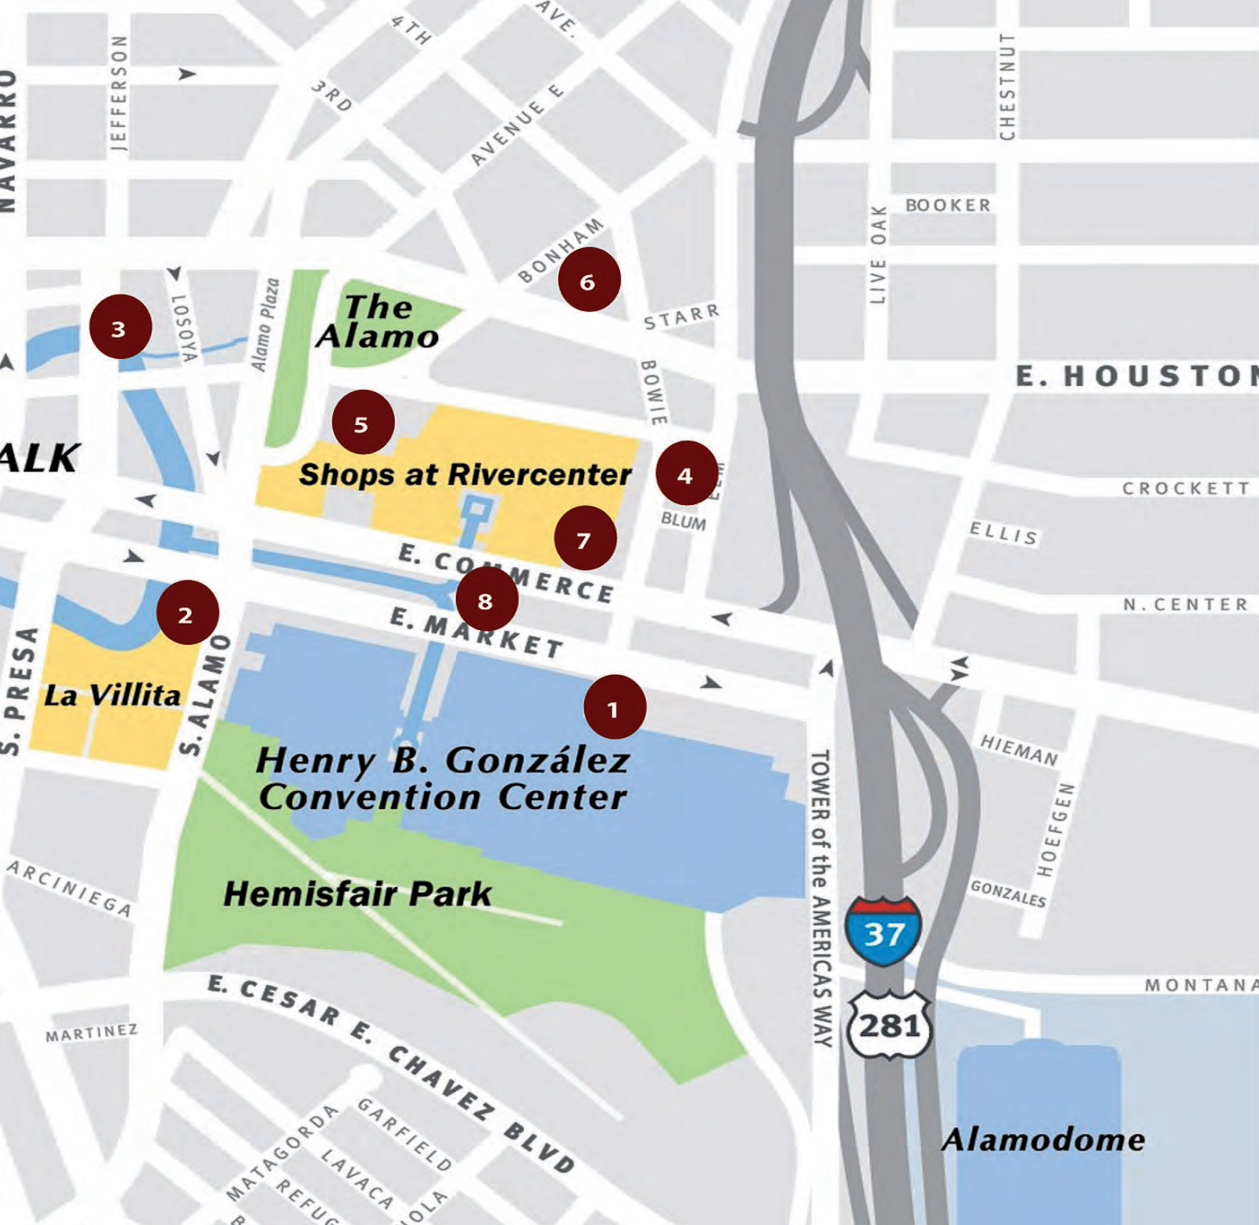 4TH
AVE.
3RD
AVENUE E
JEFFERSON
NAVARRO
CHESTNUT
BOOKER
LIVE OAK
BONHAM
6
STARR
LOSOYA
Alamo Plaza
The
Alamo
3
BOWIE
E. HOUSTON
5
ALK
Shops at Rivercenter
4
ELM
BLUM
CROCKETT
ELLIS
7
E. COMMERCE
8
N. CENTER
2
E. MARKET
S. PRESA
La Villita
S. ALAMO
1
HIEMAN
Henry B. González
Convention Center
TOWER of the AMERICAS WAY
HOEFGEN
GONZALES
ARCINIEGA
Hemisfair Park
37
MONTANA
E. CESAR E. CHAVEZ BLVD
281
MARTINEZ
MATAGORDA
GARFIELD
LAVACA
REFUG
OLA
B
Alamodome